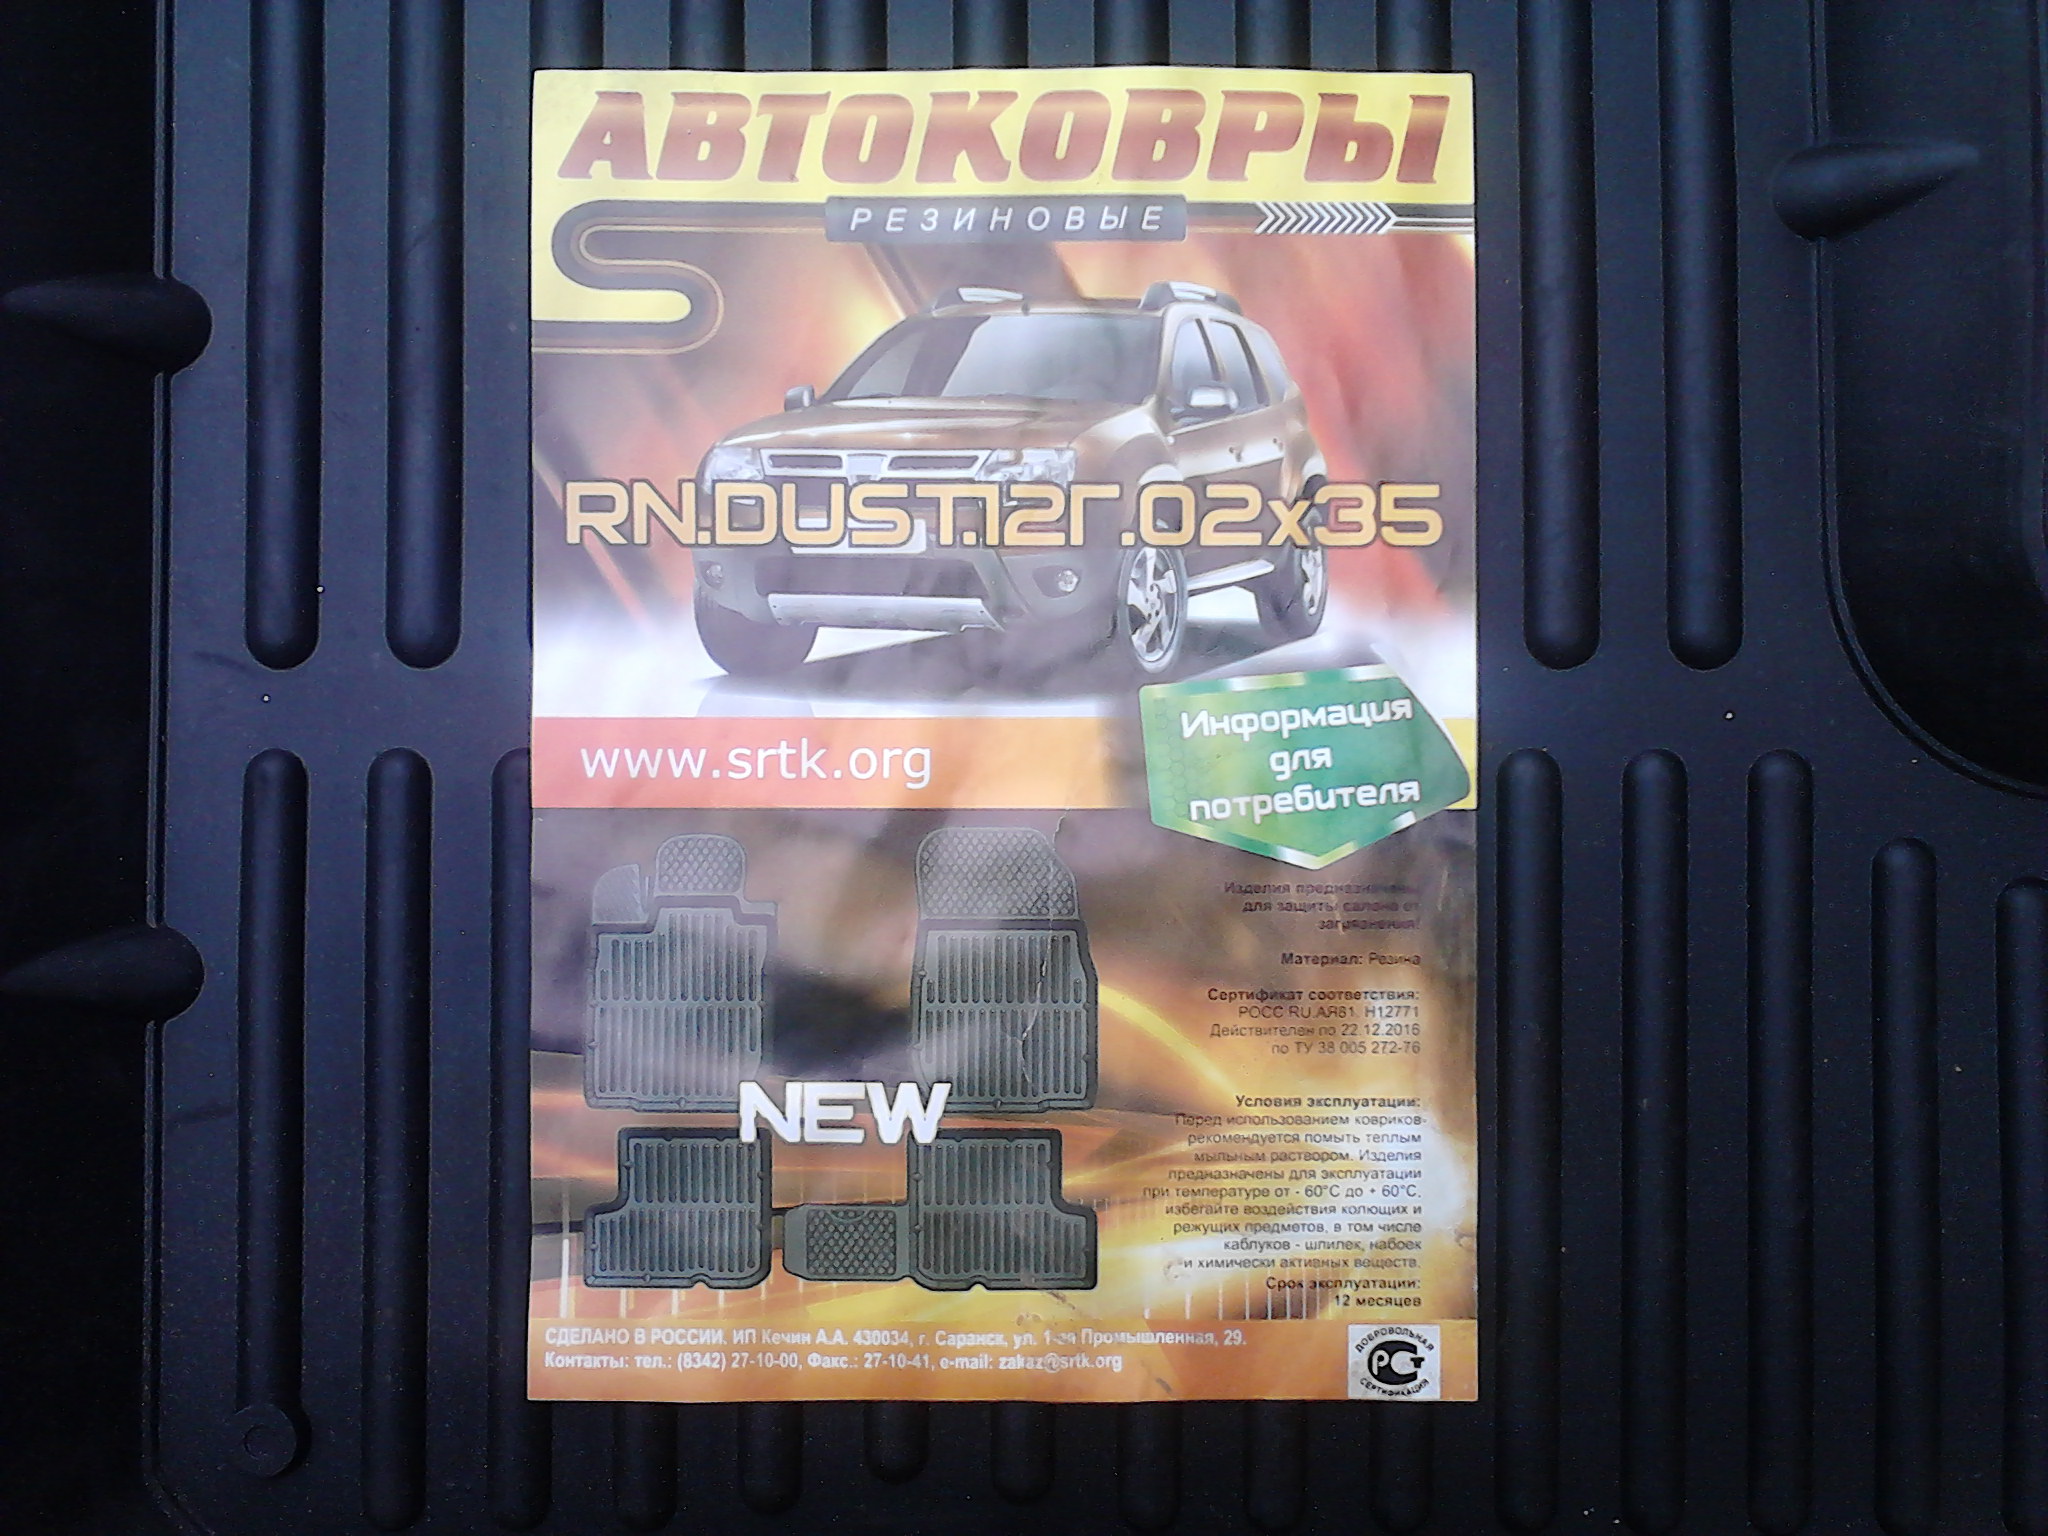 АВТОКОВРЫ
РЕЗИНОВЫЕ
RN.DUST.12Г.02x35
www.srtk.org
Информация
для
потребителя
Изделия предназначены
для защиты салона от
загрязнения!
Материал: Резина
Сертификат соответствия:
РОСС RU.АЯ81. Н12771
Действителен по 22.12.2016
по ТУ 38 005 272-76
NEW
Условия эксплуатации:
Перед использованием ковриков-
рекомендуется помыть теплым
мыльным раствором. Изделия
предназначены для эксплуатации
при температуре от - 60°С до + 60°С,
избегайте воздействия колющих и
режущих предметов, в том числе
каблуков - шпилек, набоек
и химически активных веществ.
Срок эксплуатации:
12 месяцев
СДЕЛАНО В РОССИИ. ИП Кечин А.А. 430034, г. Саранск, ул. 1-ая Промышленная, 29.
Контакты: тел.: (8342) 27-10-00, Факс.: 27-10-41, e-mail: zakaz@srtk.org
ДОБРОВОЛЬНАЯ
РСТ
СЕРТИФИКАЦИЯ